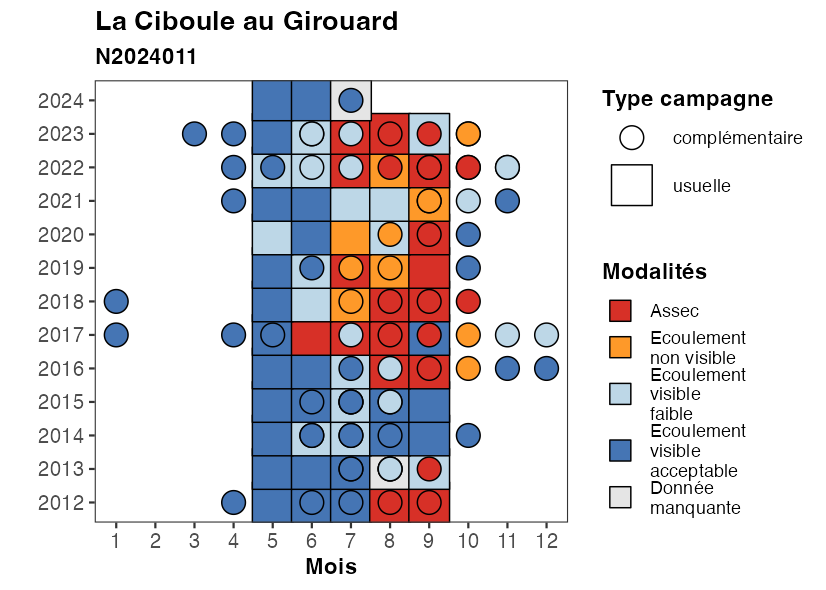 La Ciboule au Girouard
N2024011
2024
2023
2022
2021
2020
2019
2018
2017
2016
2015
2014
2013
2012
1 2 3 4 5 6 7 8 9 10 11 12
Mois
Type campagne
complémentaire
usuelle
Modalités
Assec
Ecoulement
non visible
Ecoulement
visible
faible
Ecoulement
visible
acceptable
Donnée
manquante